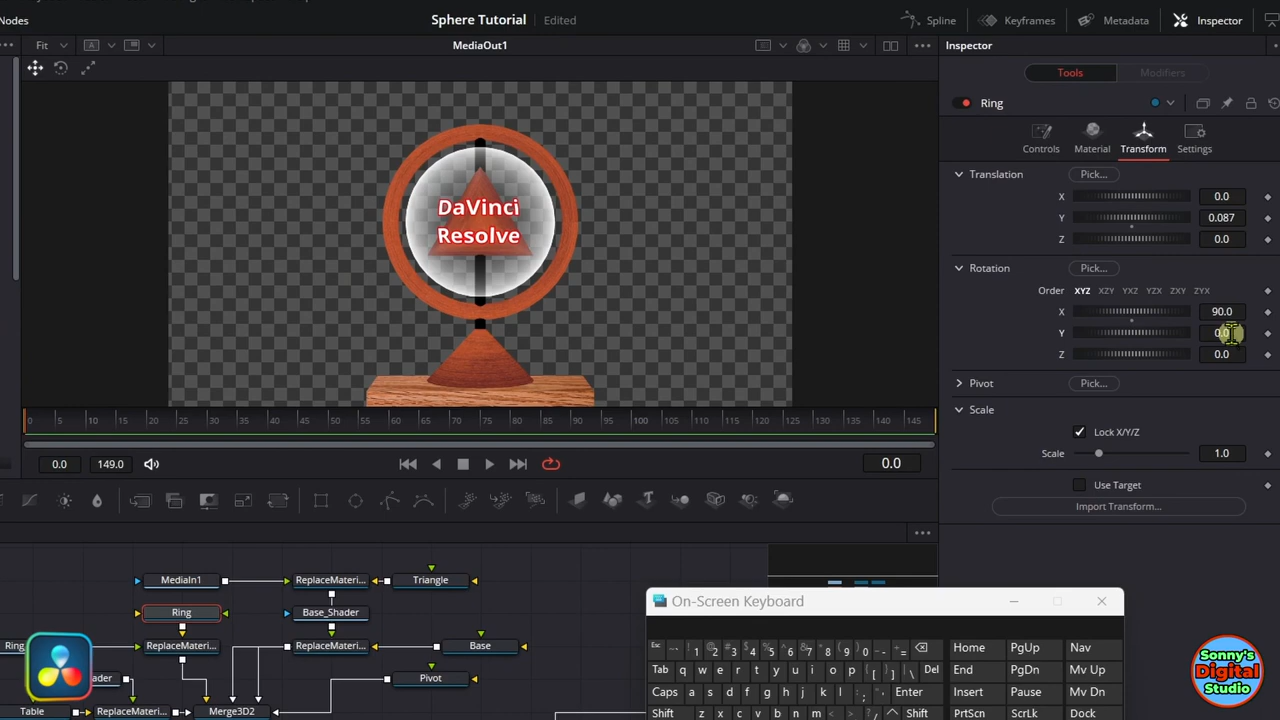 Nodes
Sphere Tutorial
Edited
Spline
Keyframes
Metadata
Inspector
Fit
MediaOut1
Inspector
Tools
Modifiers
Ring
Controls
Material
Transform
Settings
Translation
Pick...
X
0.0
Y
0.087
Z
0.0
Rotation
Pick...
Order XYZ XZY YXZ YZX ZXY ZYX
X
90.0
Y
0.0
Z
0.0
Pivot
Pick...
Scale
Lock X/Y/Z
Scale
1.0
Use Target
Import Transform...
DaVinci
Resolve
0 5 10 15 20 25 30 35 40 45 50 55 60 65 70 75 80 85 90 95 100 105 110 115 120 125 130 135 140 145
0.0
149.0
0.0
MediaIn1
ReplaceMateri...
Triangle
Ring
Base_Shader
Ring
ReplaceMateri...
ReplaceMateri...
Base
ader
Pivot
Table
ReplaceMateri...
Merge3D2
On-Screen Keyboard
Esc ~ ` ! 1 @ 2 # 3 $ 4 % 5 ^ 6 & 7 * 8 ( 9 ) 0 _ - + =
Home PgUp Nav
Tab q w e r t y u i o p { [ } ] | \ Del
End PgDn Mv Up
Caps a s d f g h j k l : ; " ' Enter
Insert Pause Mv Dn
Shift z x c v b n m < , > . ? / Shift
PrtScn ScrLk Dock
Sonny's
Digital
Studio